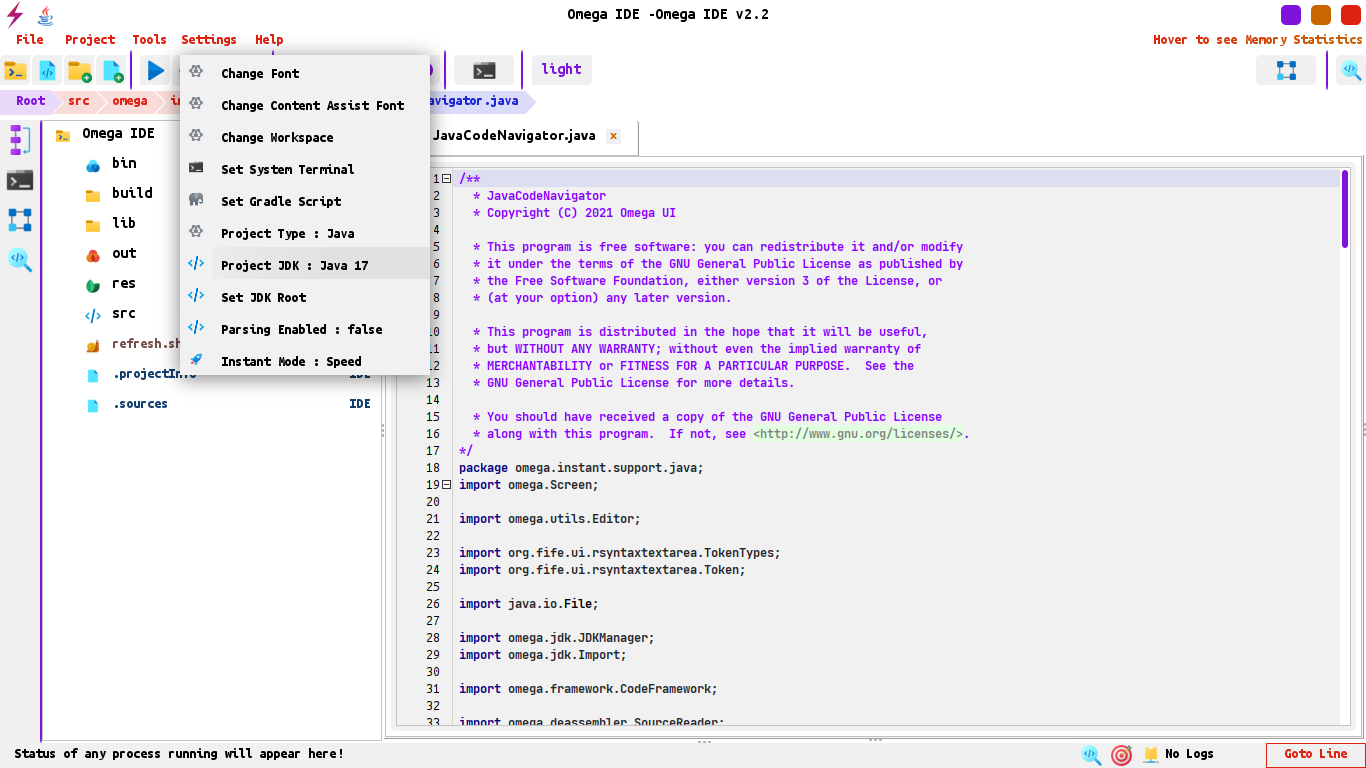 Omega IDE -Omega IDE v2.2
File Project Tools Settings Help
Hover to see Memory Statistics
light
Root src omega
avigator.java
Change Font
Change Content Assist Font
Change Workspace
Set System Terminal
Set Gradle Script
Project Type : Java
Project JDK : Java 17
Set JDK Root
Parsing Enabled : false
Instant Mode : Speed
Omega IDE
bin
build
lib
out
res
src
refresh.sh
.projectInfo IDE
.sources IDE
JavaCodeNavigator.java x
1 /**
2 * JavaCodeNavigator
3 * Copyright (C) 2021 Omega UI
4
5 * This program is free software: you can redistribute it and/or modify
6 * it under the terms of the GNU General Public License as published by
7 * the Free Software Foundation, either version 3 of the License, or
8 * (at your option) any later version.
9
10 * This program is distributed in the hope that it will be useful,
11 * but WITHOUT ANY WARRANTY; without even the implied warranty of
12 * MERCHANTABILITY or FITNESS FOR A PARTICULAR PURPOSE.  See the
13 * GNU General Public License for more details.
14
15 * You should have received a copy of the GNU General Public License
16 * along with this program.  If not, see <http://www.gnu.org/licenses/>.
17 */
18 package omega.instant.support.java;
19 import omega.Screen;
20
21 import omega.utils.Editor;
22
23 import org.fife.ui.rsyntaxtextarea.TokenTypes;
24 import org.fife.ui.rsyntaxtextarea.Token;
25
26 import java.io.File;
27
28 import omega.jdk.JDKManager;
29 import omega.jdk.Import;
30
31 import omega.framework.CodeFramework;
32
33 import omega.deassembler.SourceReader;
Status of any process running will appear here!
No Logs
Goto Line